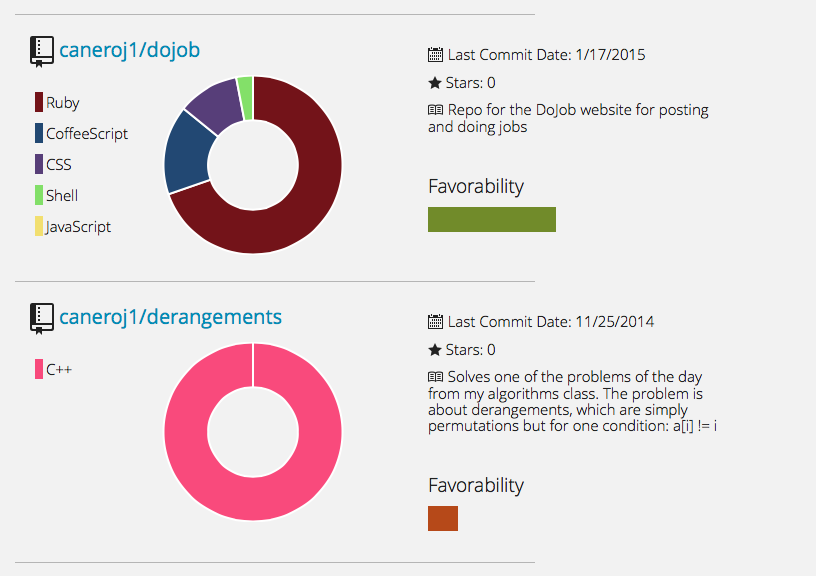 caneroj1/dojob
Ruby
CoffeeScript
CSS
Shell
JavaScript
Last Commit Date: 1/17/2015
Stars: 0
Repo for the DoJob website for posting
and doing jobs
Favorability
caneroj1/derangements
C++
Last Commit Date: 11/25/2014
Stars: 0
Solves one of the problems of the day
from my algorithms class. The problem is
about derangements, which are simply
permutations but for one condition: a[i] != i
Favorability